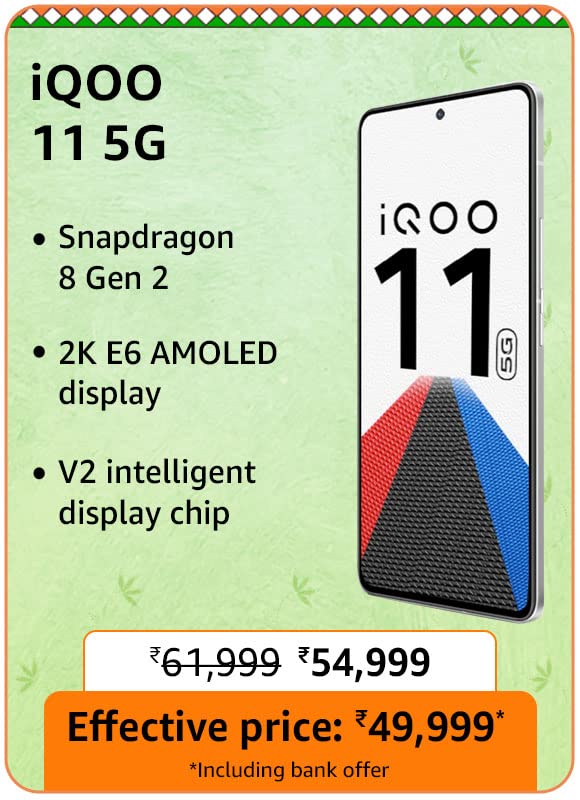 iQOO
11 5G
• Snapdragon
8 Gen 2
• 2K E6 AMOLED
display
• V2 intelligent
display chip
iQOO
11
5G
₹61,999 ₹54,999
Effective price: ₹49,999*
*Including bank offer